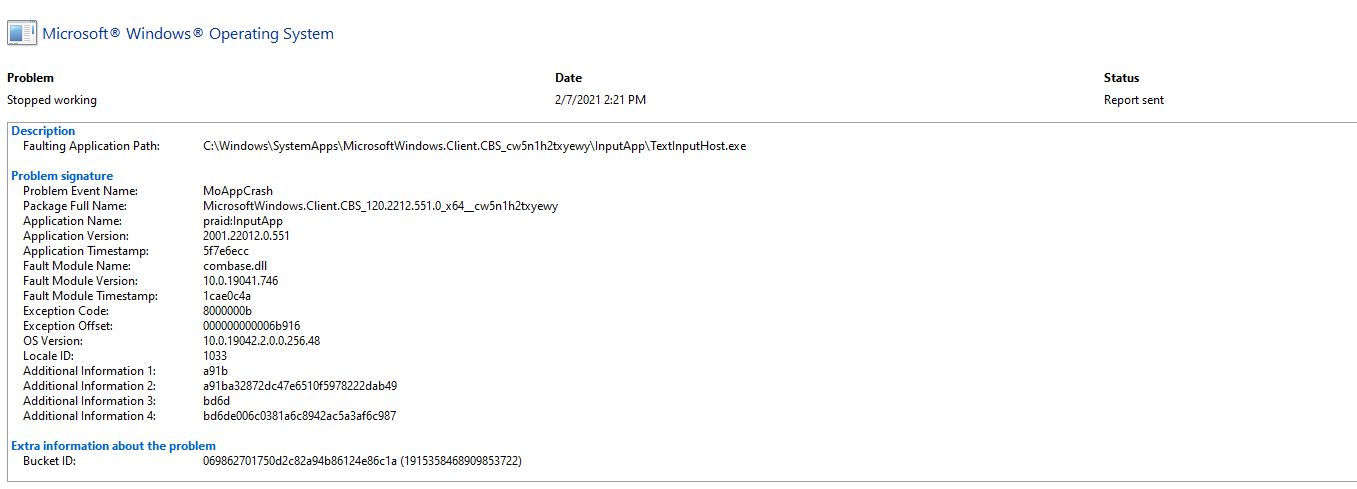 Microsoft® Windows® Operating System
Problem Date Status
Stopped working 2/7/2021 2:21 PM Report sent
Description
Faulting Application Path: C:\Windows\SystemApps\MicrosoftWindows.Client.CBS_cw5n1h2txyewy\InputApp\TextInputHost.exe
Problem signature
Problem Event Name: MoAppCrash
Package Full Name: MicrosoftWindows.Client.CBS_120.2212.551.0_x64__cw5n1h2txyewy
Application Name: praid:InputApp
Application Version: 2001.22012.0.551
Application Timestamp: 5f7e6ecc
Fault Module Name: combase.dll
Fault Module Version: 10.0.19041.746
Fault Module Timestamp: 1cae0c4a
Exception Code: 8000000b
Exception Offset: 000000000006b916
OS Version: 10.0.19042.2.0.0.256.48
Locale ID: 1033
Additional Information 1: a91b
Additional Information 2: a91ba32872dc47e6510f5978222dab49
Additional Information 3: bd6d
Additional Information 4: bd6de006c0381a6c8942ac5a3af6c987
Extra information about the problem
Bucket ID: 069862701750d2c82a94b86124e86c1a (1915358468909853722)